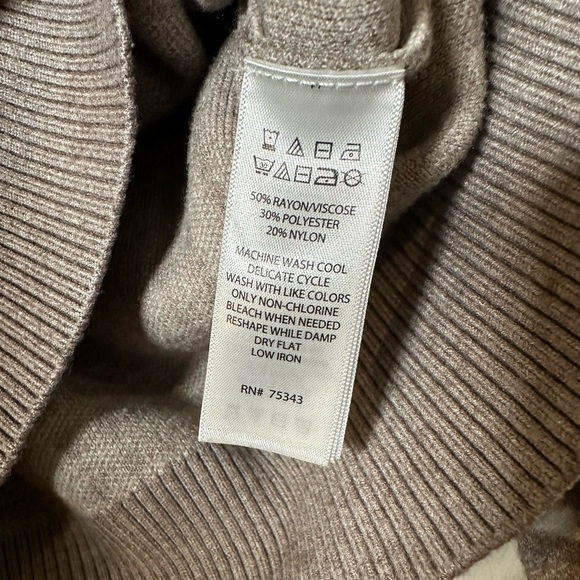 50% RAYON/VISCOSE
30% POLYESTER
20% NYLON
MACHINE WASH COOL
DELICATE CYCLE
WASH WITH LIKE COLORS
ONLY NON-CHLORINE
BLEACH WHEN NEEDED
RESHAPE WHILE DAMP
DRY FLAT
LOW IRON
RN# 75343